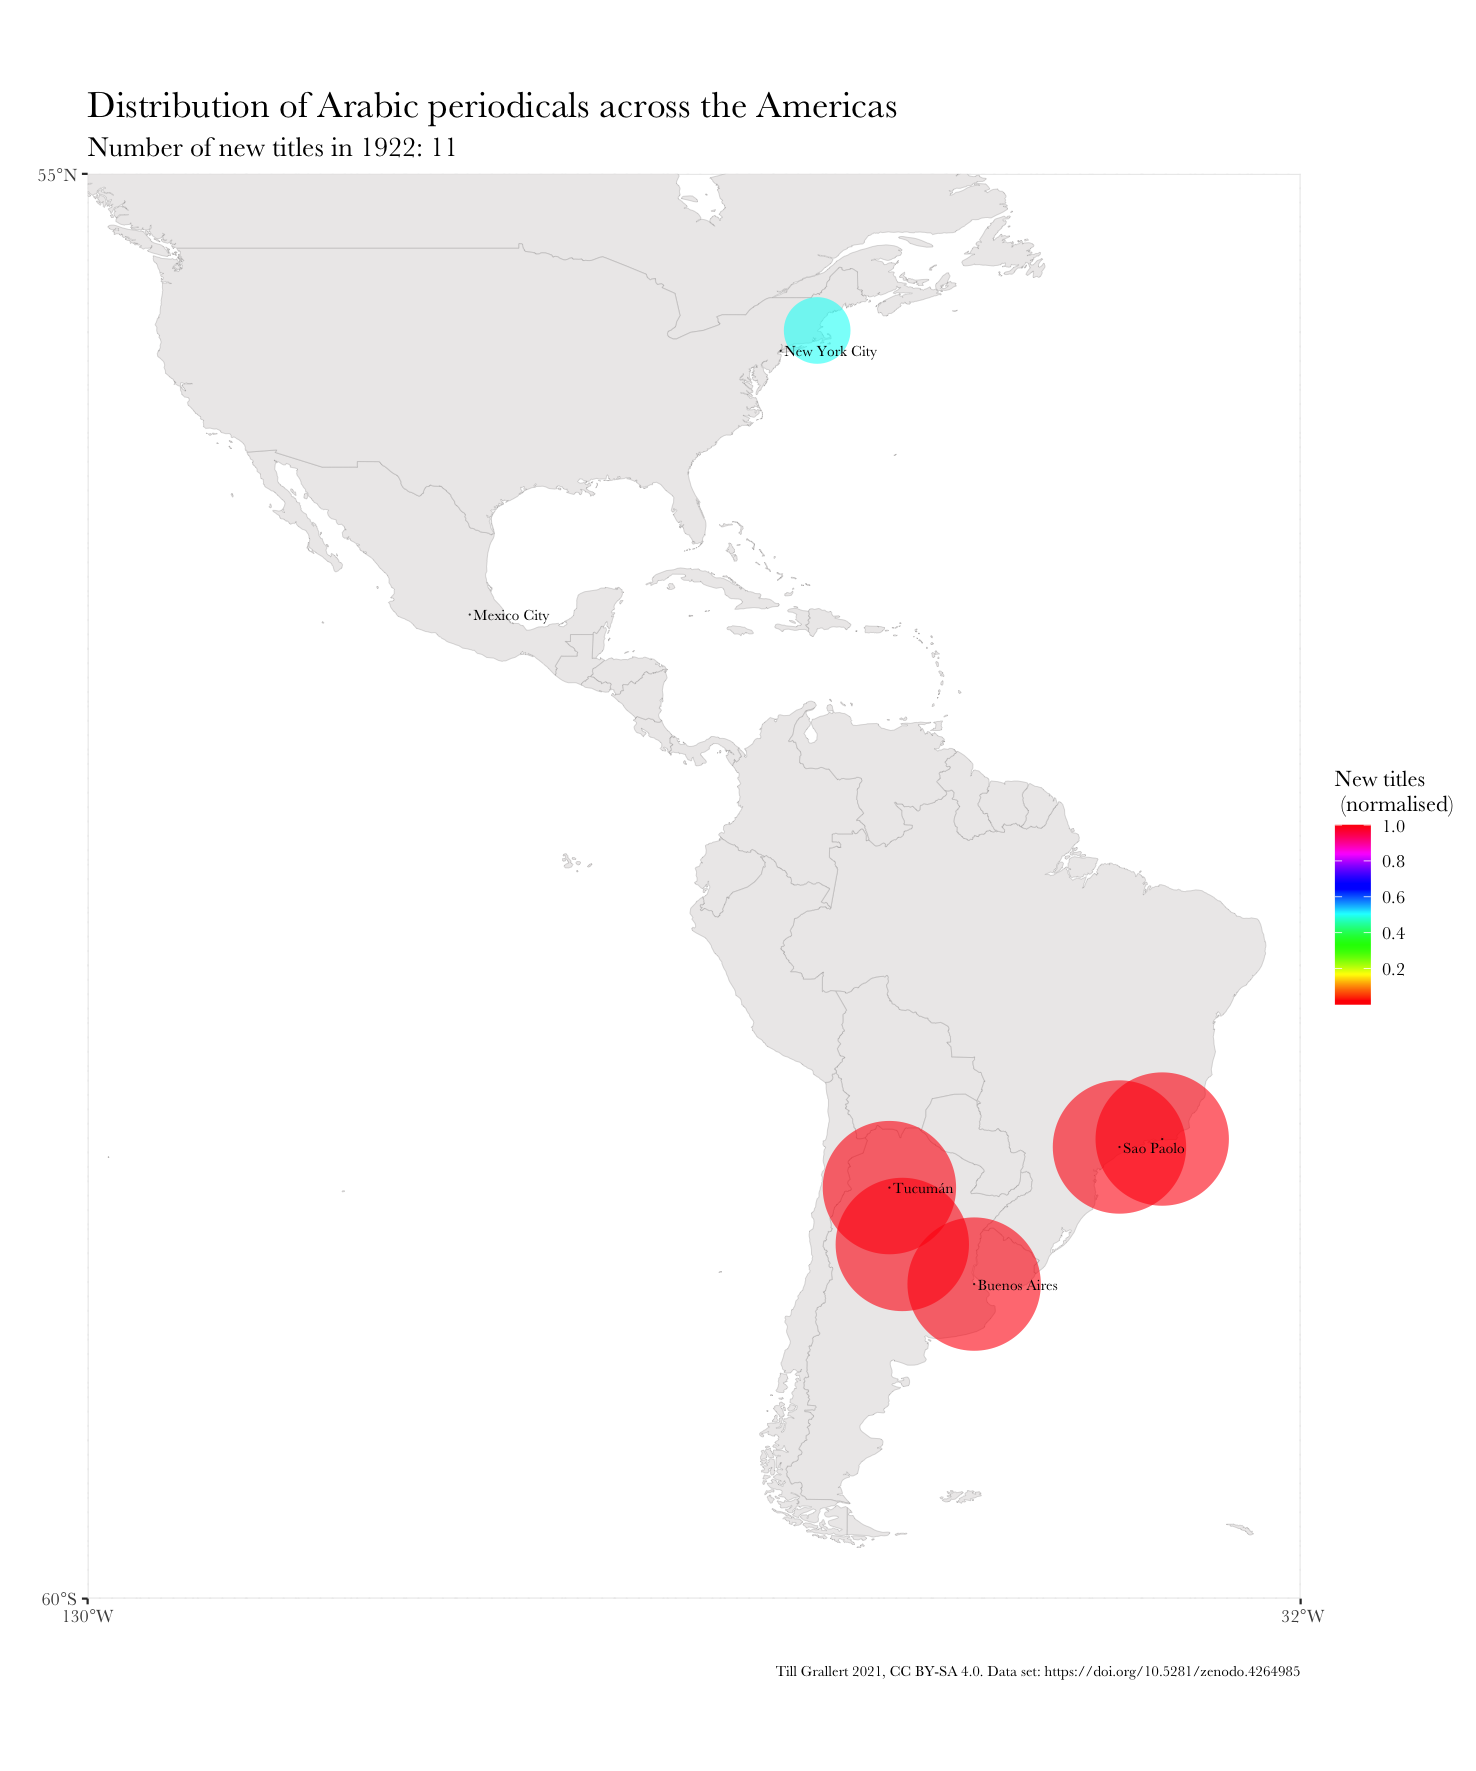 Distribution of Arabic periodicals across the Americas
Number of new titles in 1922: 11
55°N
New York City
Mexico City
New titles
(normalised)
1.0
0.8
0.6
0.4
0.2
Sao Paolo
Tucumán
Buenos Aires
60°S
130°W
32°W
Till Grallert 2021, CC BY-SA 4.0. Data set: https://doi.org/10.5281/zenodo.4264985